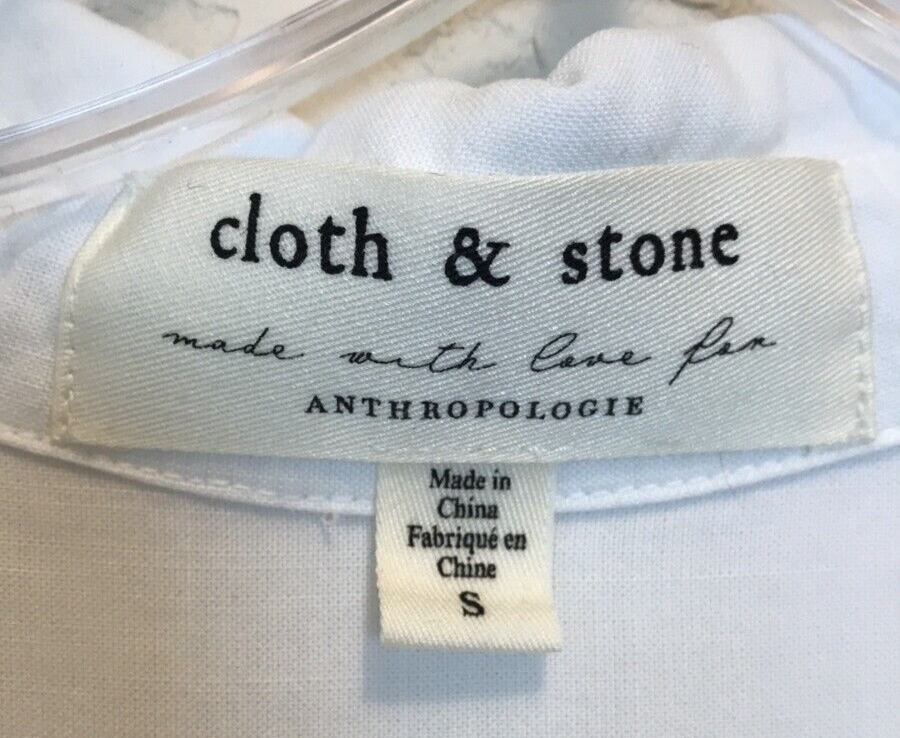 cloth & stone
made with love for
ANTHROPOLOGIE
Made in
China
Fabriqué en
Chine
S